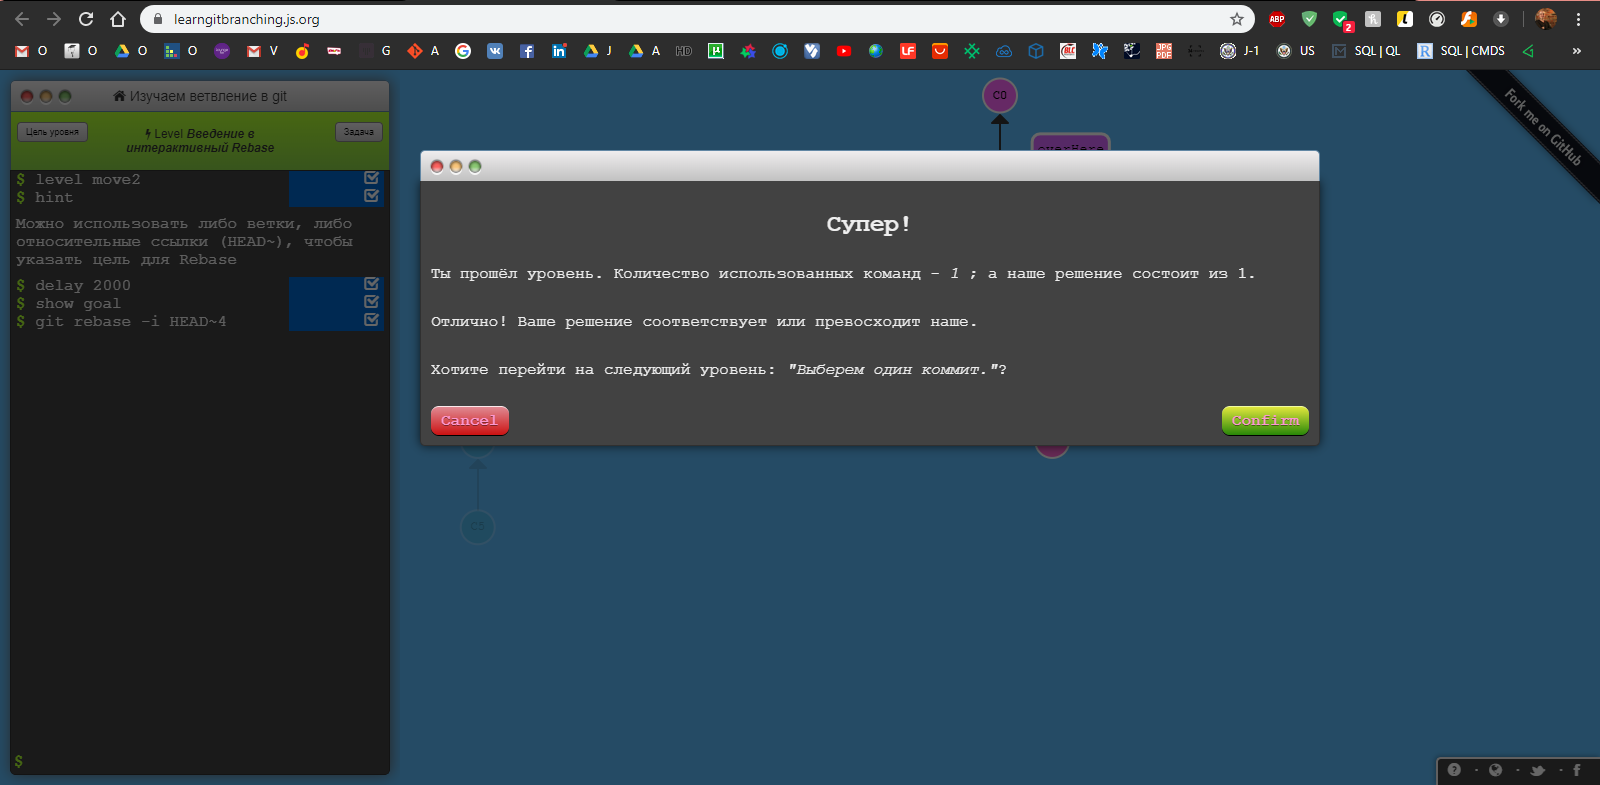 learngitbranching.js.org
ABP
2
O
O
O
O
V
G
A
J
A
HD
LF
J-1
US
SQL | QL
SQL | CMDS
»
Изучаем ветвление в git
Цель уровня
Level Введение в интерактивный Rebase
Задача
$ level move2
$ hint
Можно использовать либо ветки, либо
относительные ссылки (HEAD~), чтобы
указать цель для Rebase
$ delay 2000
$ show goal
$ git rebase -i HEAD~4
$
C0
overHere
Fork me on GitHub
Супер!
Ты прошёл уровень. Количество использованных команд - 1 ; а наше решение состоит из 1.
Отлично! Ваше решение соответствует или превосходит наше.
Хотите перейти на следующий уровень: "Выберем один коммит."?
Cancel
Confirm
C5